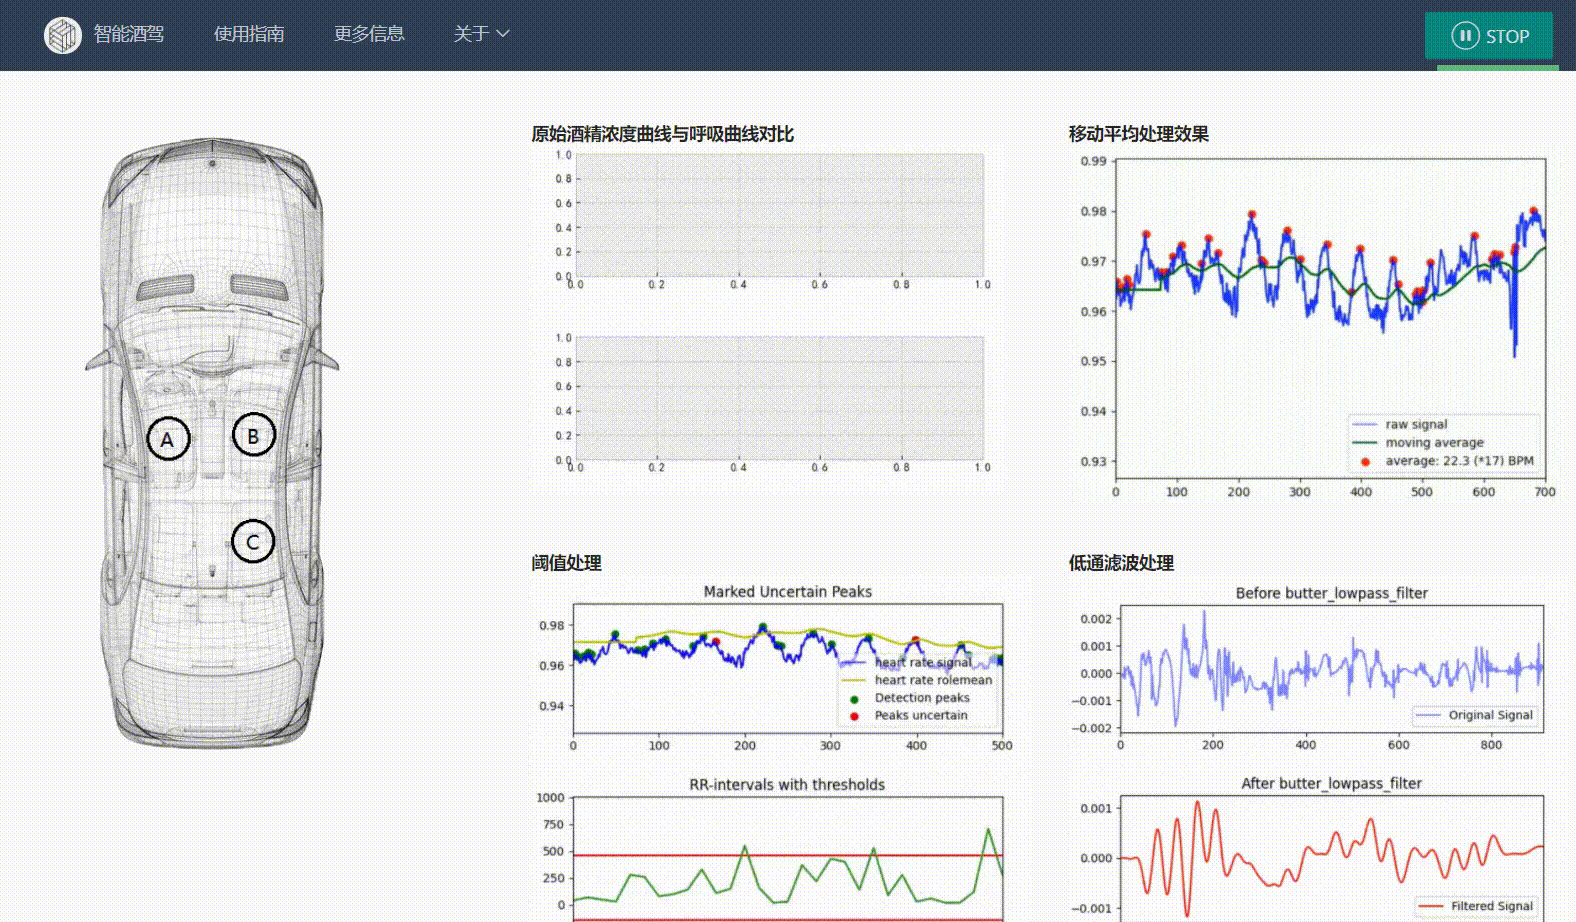 智能酒驾 使用指南 更多信息 关于 STOP
A
B
C
原始酒精浓度曲线与呼吸曲线对比
1.0
0.8
0.6
0.4
0.2
0.0
0.0 0.2 0.4 0.6 0.8 1.0
1.0
0.8
0.6
0.4
0.2
0.0
0.0 0.2 0.4 0.6 0.8 1.0
移动平均处理效果
0.99
0.98
0.97
0.96
0.95
0.94
0.93
raw signal
moving average
average: 22.3 (*17) BPM
0 100 200 300 400 500 600 700
阈值处理
Marked Uncertain Peaks
0.98
0.96
0.94
heart rate signal
heart rate rolemean
Detection peaks
Peaks uncertain
0 100 200 300 400 500
RR-intervals with thresholds
1000
750
500
250
0
低通滤波处理
Before butter_lowpass_filter
0.002
0.001
0.000
−0.001
−0.002
Original Signal
0 200 400 600 800
After butter_lowpass_filter
0.001
0.000
−0.001
Filtered Signal